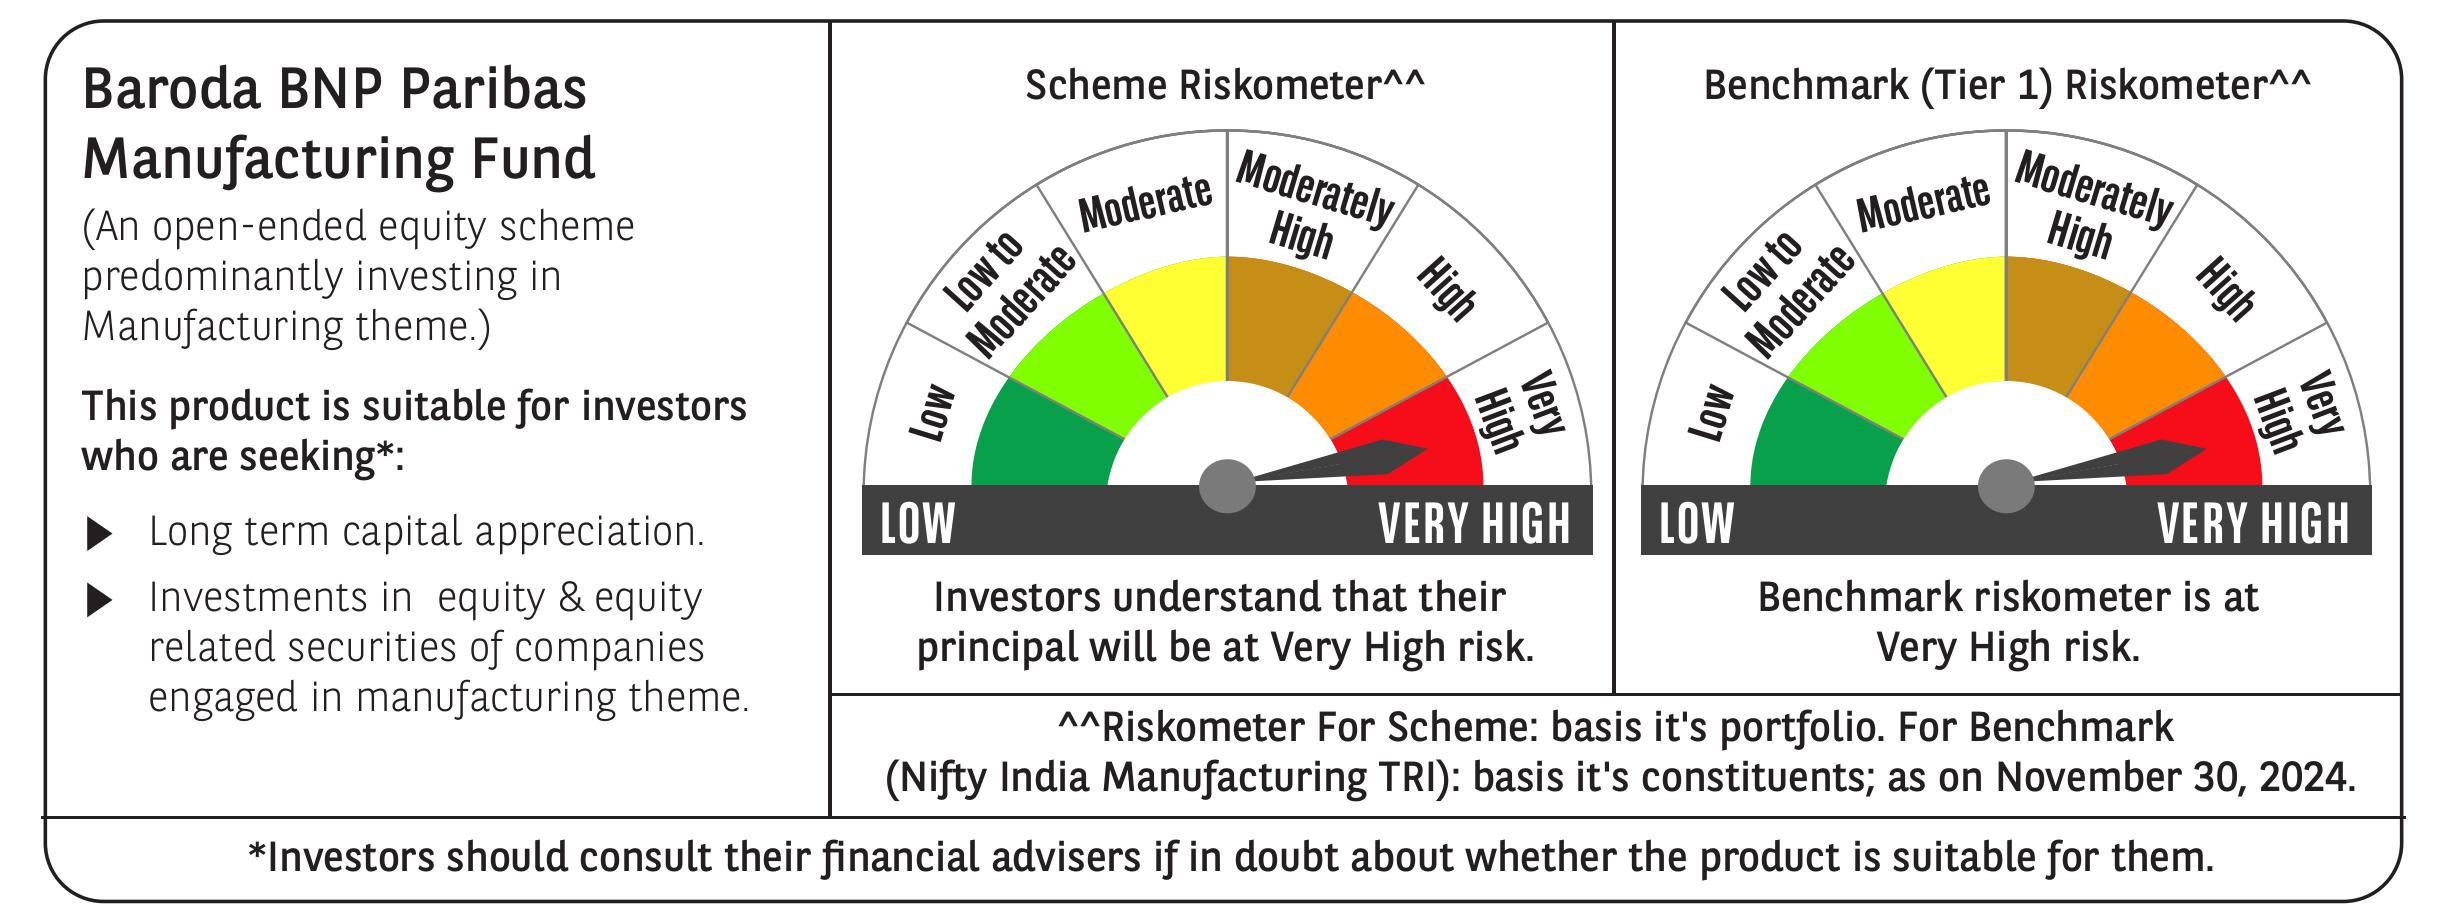 Baroda BNP Paribas
Manufacturing Fund
(An open-ended equity scheme
predominantly investing in
Manufacturing theme.)
This product is suitable for investors
who are seeking*:
Long term capital appreciation.
Investments in equity & equity
related securities of companies
engaged in manufacturing theme.
Scheme Riskometer^^
Low
Low to
Moderate
Moderate
Moderately
High
High
Very
High
LOW
VERY HIGH
Investors understand that their
principal will be at Very High risk.
Benchmark (Tier 1) Riskometer^^
Low
Low to
Moderate
Moderate
Moderately
High
High
Very
High
LOW
VERY HIGH
Benchmark riskometer is at
Very High risk.
^^Riskometer For Scheme: basis it's portfolio. For Benchmark
(Nifty India Manufacturing TRI): basis it's constituents; as on November 30, 2024.
*Investors should consult their financial advisers if in doubt about whether the product is suitable for them.